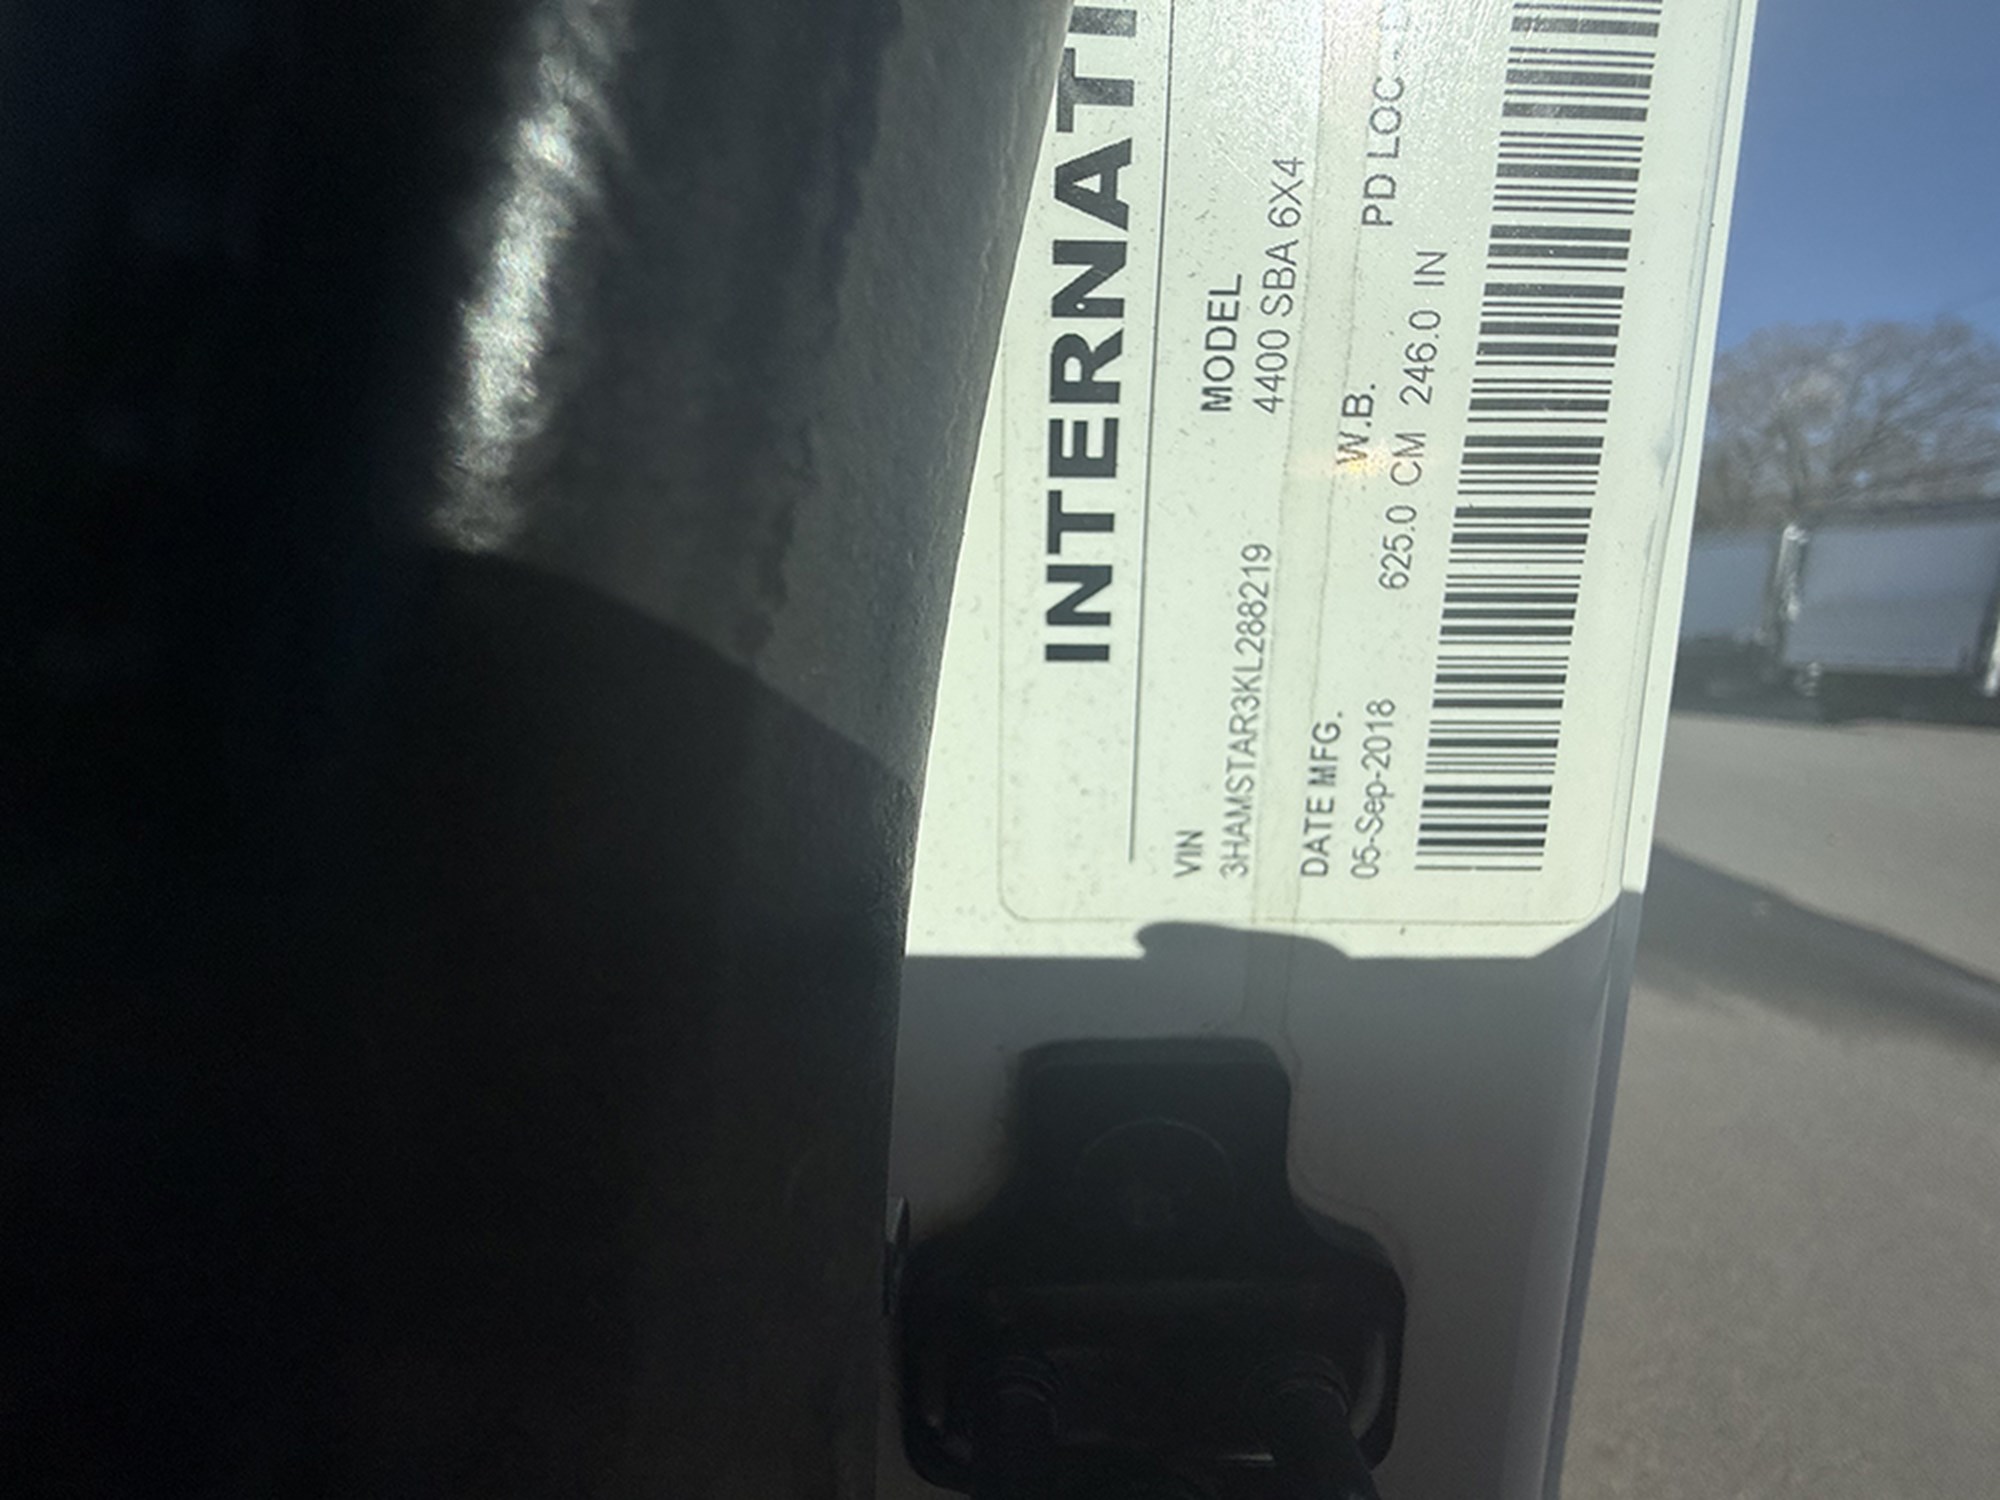 INTERNATI
VIN
MODEL
3HAMSTAR3KL288219
4400 SBA 6X4
DATE MFG.
W.B.
PD LOC
05-Sep-2018
625.0 CM 246.0 IN